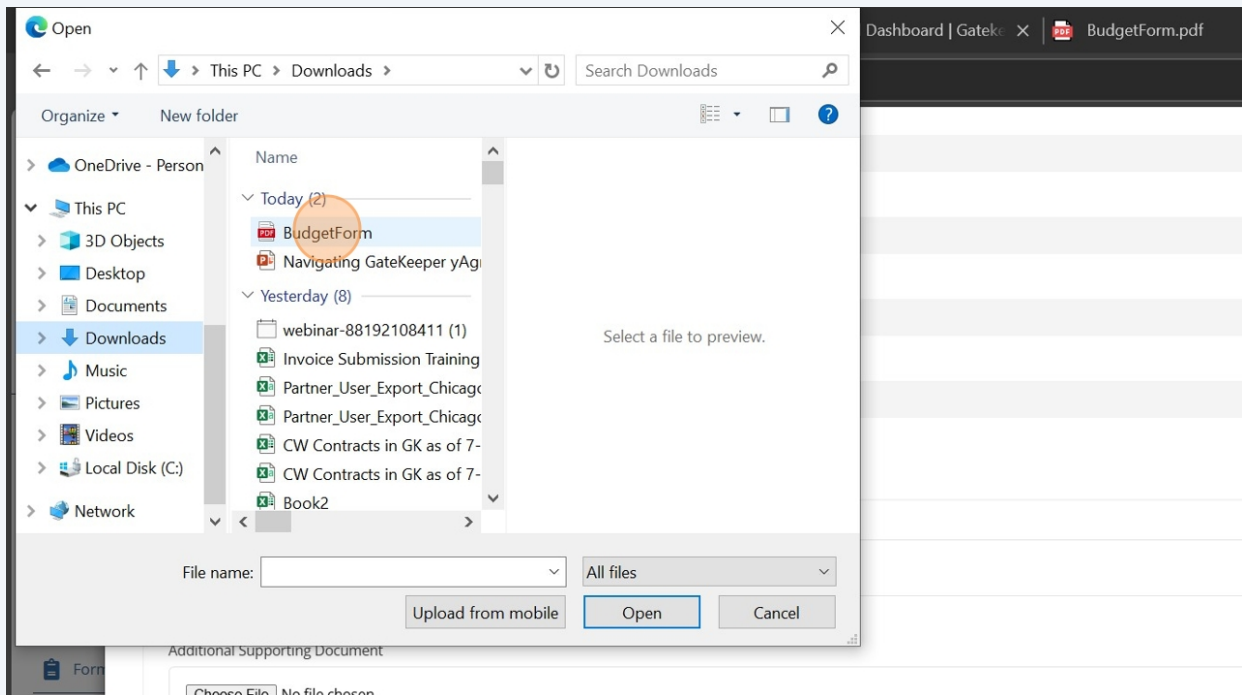 Open
Dashboard | Gateke
BudgetForm.pdf
This PC > Downloads >
Search Downloads
Organize
New folder
OneDrive - Person
This PC
3D Objects
Desktop
Documents
Downloads
Music
Pictures
Videos
Local Disk (C:)
Network
Name
Today (2)
BudgetForm
Navigating GateKeeper yAgr
Yesterday (8)
webinar-88192108411 (1)
Invoice Submission Training
Partner_User_Export_Chicago
Partner_User_Export_Chicago
CW Contracts in GK as of 7-
CW Contracts in GK as of 7-
Book2
Select a file to preview.
File name:
All files
Upload from mobile
Open
Cancel
Form
Additional Supporting Document
Choose File No file chosen